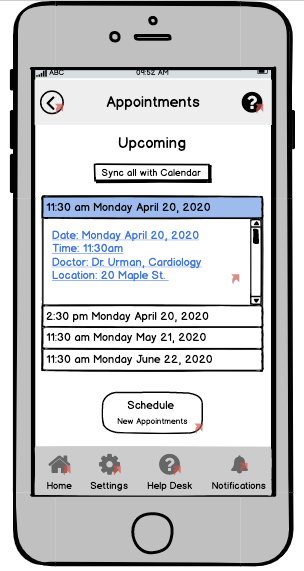 ABC 09:52 AM
Appointments ?
Upcoming
Sync all with Calendar
11:30 am Monday April 20, 2020
Date: Monday April 20, 2020
Time: 11:30am
Doctor: Dr. Urman, Cardiology
Location: 20 Maple St.
2:30 pm Monday April 20, 2020
11:30 am Monday May 21, 2020
11:30 am Monday June 22, 2020
Schedule
New Appointments
?
Home Settings Help Desk Notifications